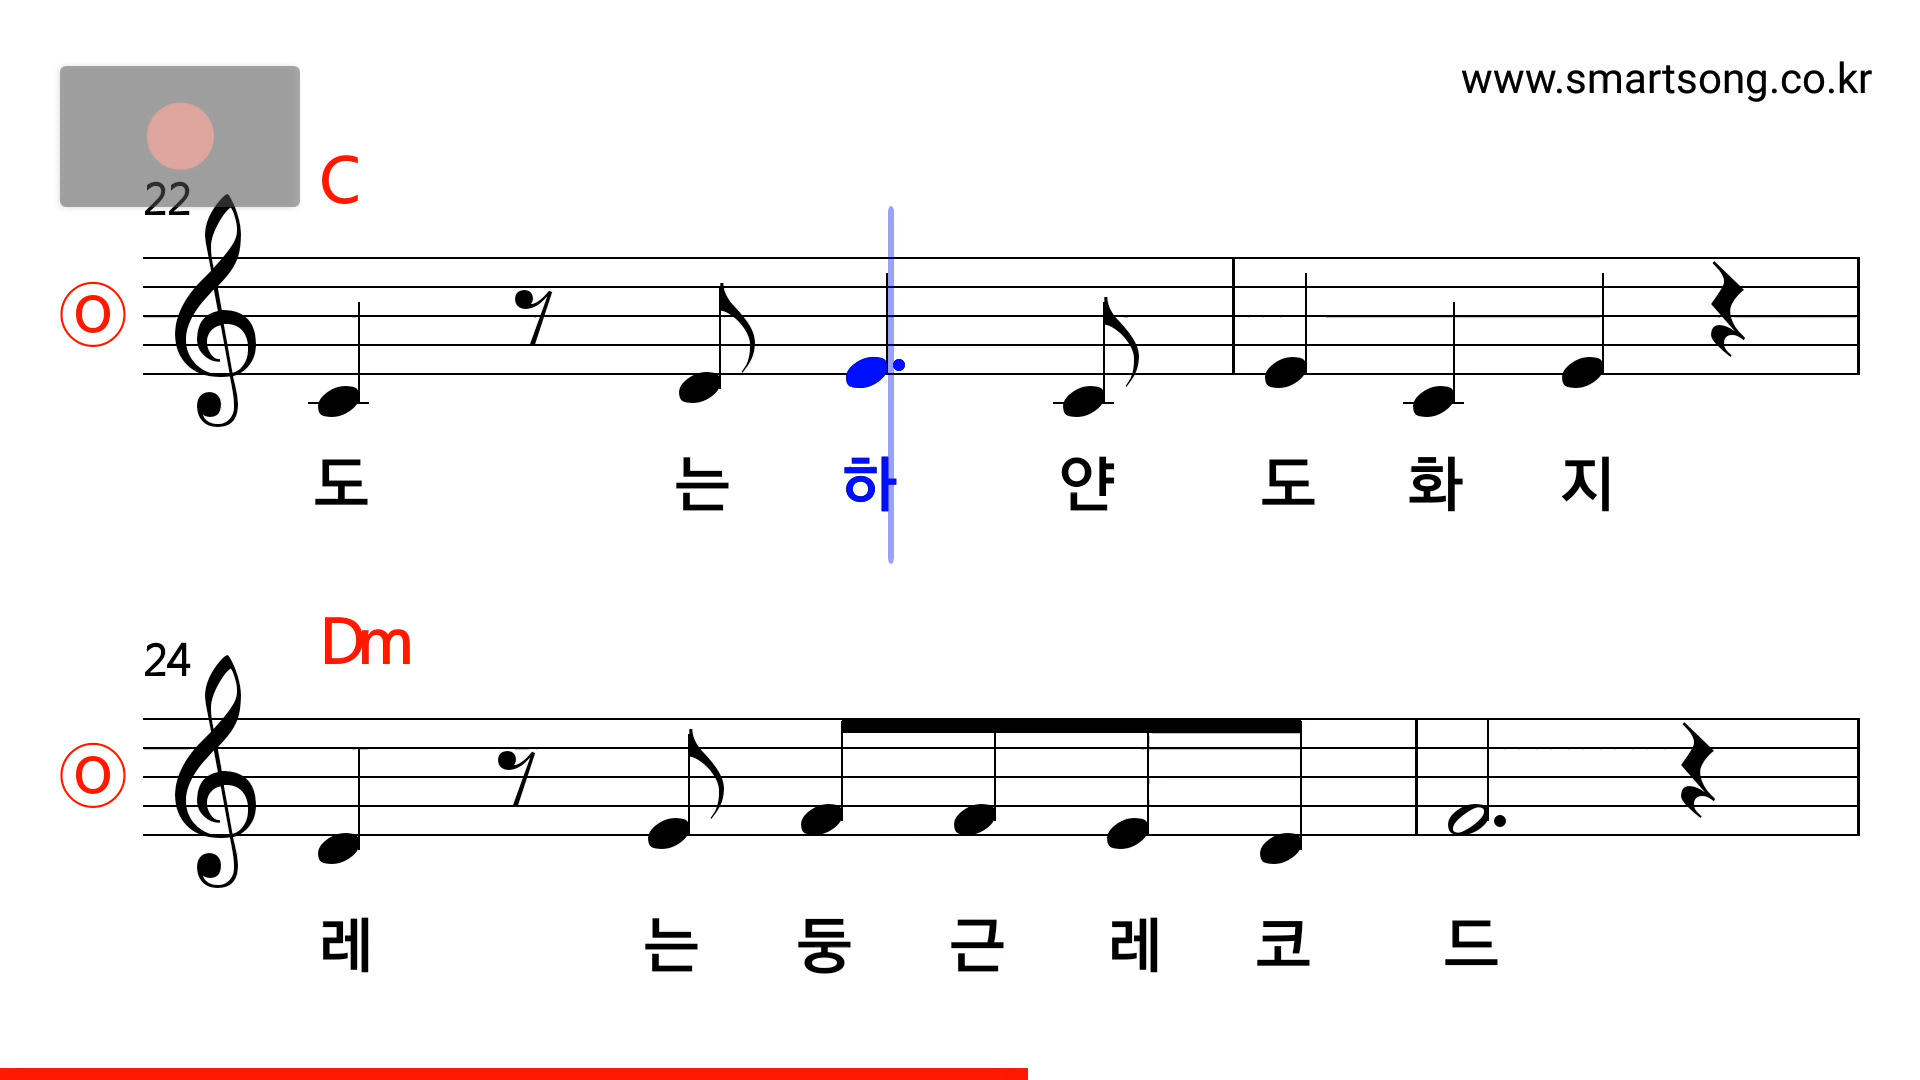 www.smartsong.co.kr
22
C
O
도 는 하 얀 도 화 지
24
Dm
O
레 는 둥 근 레 코 드